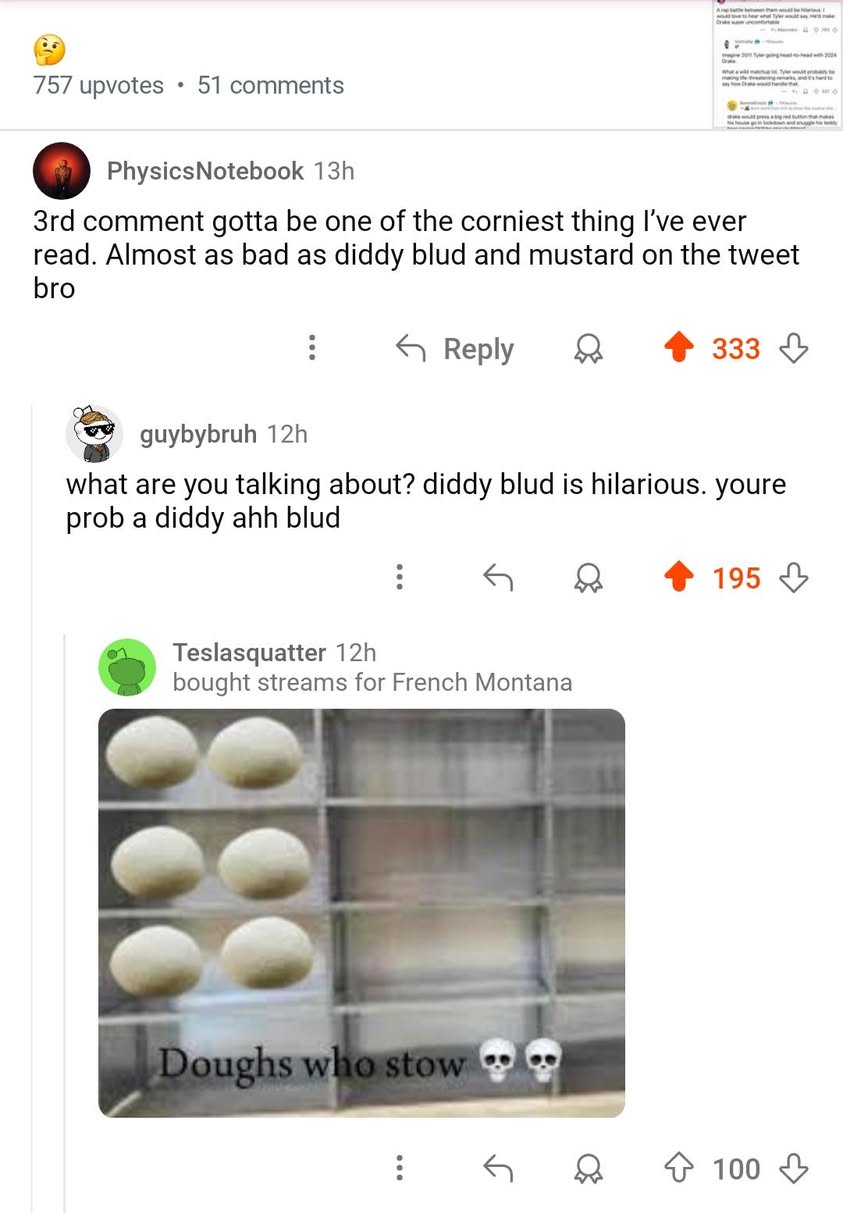 A rap battle between them would be hilarious. I
would love to hear what Tyler would say. He'd make
Drake super uncomfortable
Imagine 2011 Tyler going head-to-head with 2024
Drake.
What a wild matchup lol. Tyler would probably be
making life-threatening remarks, and it's hard to
say how Drake would handle that.
drake would press a big red button that makes
his house go in lockdown and snuggle his teddy
757 upvotes • 51 comments
PhysicsNotebook 13h
3rd comment gotta be one of the corniest thing I’ve ever
read. Almost as bad as diddy blud and mustard on the tweet
bro
Reply
333
guybybruh 12h
what are you talking about? diddy blud is hilarious. youre
prob a diddy ahh blud
195
Teslasquatter 12h
bought streams for French Montana
Doughs who stow
100